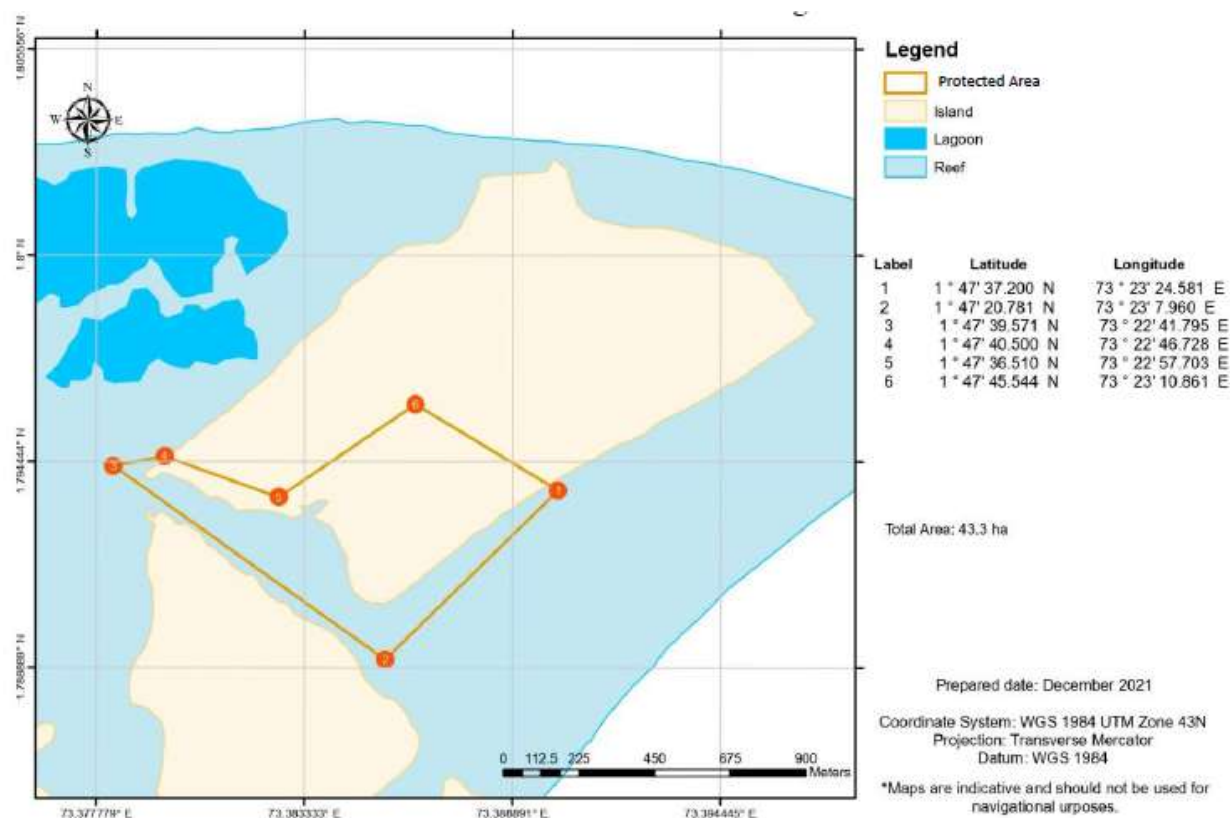 1.805556° N
1.8° N
1.79444° N
1.78888° N
N
W E
S
3
4
5
6
1
2
0 112.5 225 450 675 900
Meters
73.377779° E
73.383333° E
73.388891° E
73.394445° E
Legend
Protected Area
Island
Lagoon
Reef
Label Latitude Longitude
1 1 ° 47' 37.200 N 73 ° 23' 24.581 E
2 1 ° 47' 20.781 N 73 ° 23' 7.960 E
3 1 ° 47' 39.571 N 73 ° 22' 41.795 E
4 1 ° 47' 40.500 N 73 ° 22' 46.728 E
5 1 ° 47' 36.510 N 73 ° 22' 57.703 E
6 1 ° 47' 45.544 N 73 ° 23' 10.861 E
Total Area: 43.3 ha
Prepared date: December 2021
Coordinate System: WGS 1984 UTM Zone 43N
Projection: Transverse Mercator
Datum: WGS 1984
*Maps are indicative and should not be used for
navigational urposes.